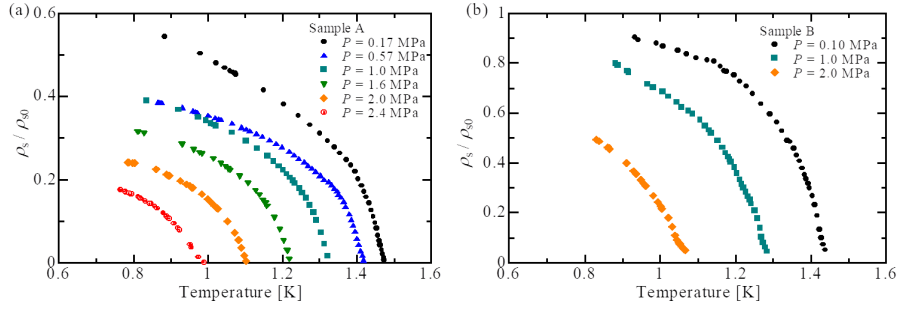 (a)
Sample A
P = 0.17 MPa
P = 0.57 MPa
P = 1.0 MPa
P = 1.6 MPa
P = 2.0 MPa
P = 2.4 MPa
0.6
0.4
0.2
0
ρs / ρs0
0.6 0.8 1 1.2 1.4 1.6
Temperature [K]
(b)
Sample B
P = 0.10 MPa
P = 1.0 MPa
P = 2.0 MPa
1
0.8
0.6
0.4
0.2
0
ρs / ρs0
0.6 0.8 1 1.2 1.4 1.6
Temperature [K]